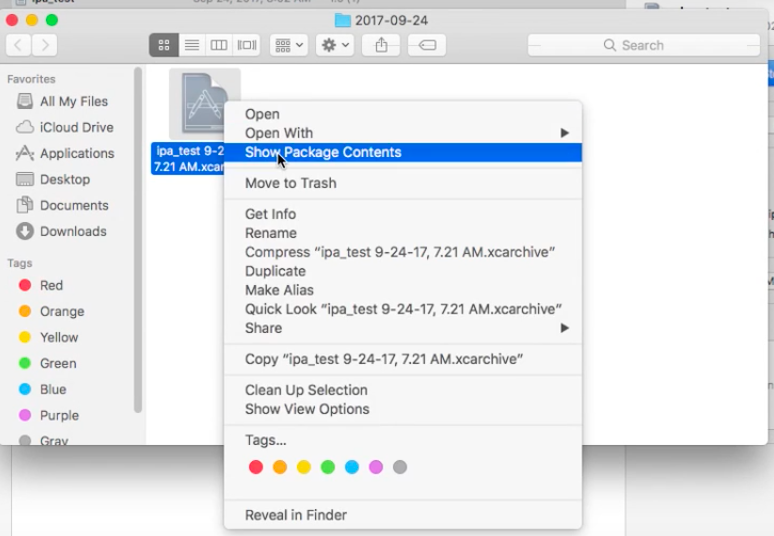 ipa_test
Sep 24, 2017,
2017-09-24
Search
Favorites
All My Files
iCloud Drive
Applications
Desktop
Documents
Downloads
Tags
Red
Orange
Yellow
Green
Blue
Purple
Gray
ipa_test 9-2
7.21 AM.xcar
Open
Open With
Show Package Contents
Move to Trash
Get Info
Rename
Compress “ipa_test 9-24-17, 7.21 AM.xcarchive”
Duplicate
Make Alias
Quick Look “ipa_test 9-24-17, 7.21 AM.xcarchive”
Share
Copy “ipa_test 9-24-17, 7.21 AM.xcarchive”
Clean Up Selection
Show View Options
Tags...
Reveal in Finder